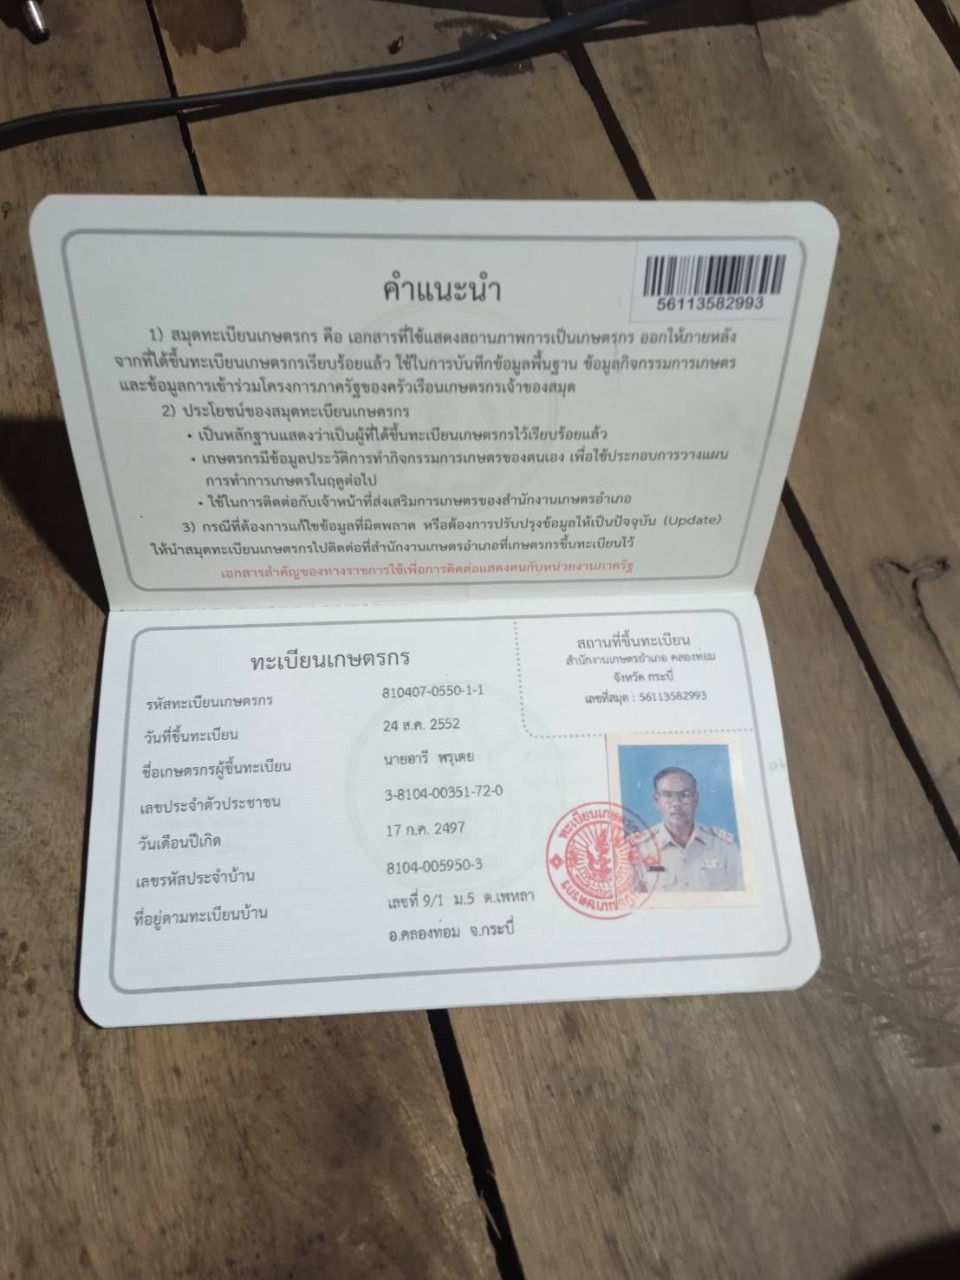 คำแนะนำ
56113582993
1) สมุดทะเบียนเกษตรกร คือ เอกสารที่ใช้แสดงสถานภาพการเป็นเกษตรกร ออกให้ภายหลัง
จากที่ได้ขึ้นทะเบียนเกษตรกรเรียบร้อยแล้ว ใช้ในการบันทึกข้อมูลพื้นฐาน ข้อมูลกิจกรรมการเกษตร
และข้อมูลการเข้าร่วมโครงการภาครัฐของครัวเรือนเกษตรกรเจ้าของสมุด
2) ประโยชน์ของสมุดทะเบียนเกษตรกร
• เป็นหลักฐานแสดงว่าเป็นผู้ที่ได้ขึ้นทะเบียนเกษตรกรไว้เรียบร้อยแล้ว
• เกษตรกรมีข้อมูลประวัติการทำกิจกรรมการเกษตรของตนเอง เพื่อใช้ประกอบการวางแผน
การทำการเกษตรในฤดูต่อไป
• ใช้ในการติดต่อกับเจ้าหน้าที่ส่งเสริมการเกษตรของสำนักงานเกษตรอำเภอ
3) กรณีที่ต้องการแก้ไขข้อมูลที่ผิดพลาด หรือต้องการปรับปรุงข้อมูลให้เป็นปัจจุบัน (Update)
ให้นำสมุดทะเบียนเกษตรกรไปติดต่อที่สำนักงานเกษตรอำเภอที่เกษตรกรขึ้นทะเบียนไว้
เอกสารสำคัญของทางราชการใช้เพื่อการติดต่อแสดงตนกับหน่วยงานภาครัฐ
ทะเบียนเกษตรกร
สถานที่ขึ้นทะเบียน
สำนักงานเกษตรอำเภอ คลองท่อม
จังหวัด กระบี่
เลขที่สมุด : 56113582993
รหัสทะเบียนเกษตรกร 810407-0550-1-1
วันที่ขึ้นทะเบียน 24 ส.ค. 2552
ชื่อเกษตรกรผู้ขึ้นทะเบียน นายอารี พรุเตย
เลขประจำตัวประชาชน 3-8104-00351-72-0
วันเดือนปีเกิด 17 ก.ค. 2497
เลขรหัสประจำบ้าน 8104-005950-3
ที่อยู่ตามทะเบียนบ้าน เลขที่ 9/1 ม.5 ต.เพหลา
อ.คลองท่อม จ.กระบี่